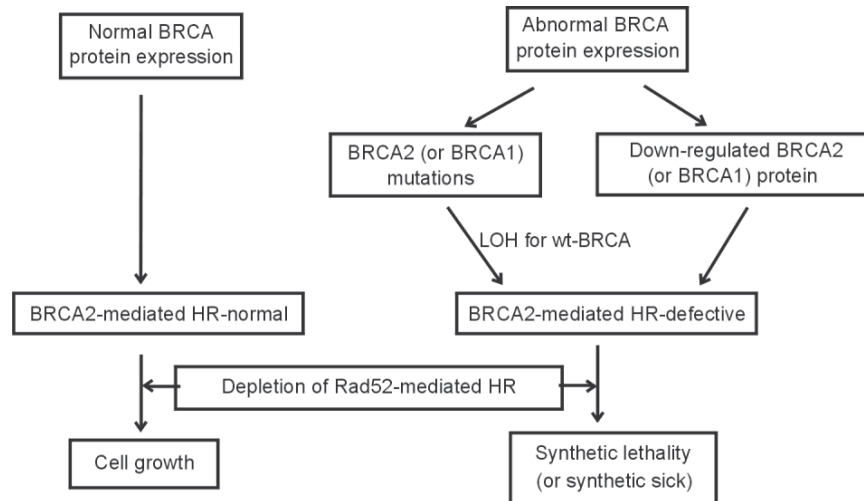 Normal BRCA
protein expression
Abnormal BRCA
protein expression
BRCA2 (or BRCA1)
mutations
Down-regulated BRCA2
(or BRCA1) protein
LOH for wt-BRCA
BRCA2-mediated HR-normal
BRCA2-mediated HR-defective
Depletion of Rad52-mediated HR
Cell growth
Synthetic lethality
(or synthetic sick)